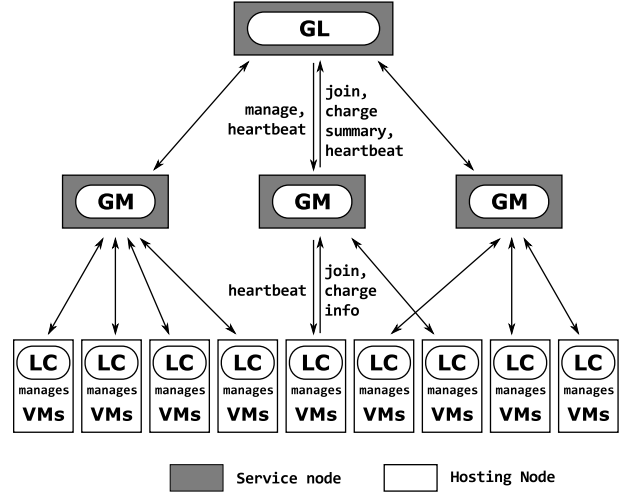 GL
manage,
heartbeat
join,
charge
summary,
heartbeat
GM
GM
GM
heartbeat
join,
charge
info
LC
manages
VMs
LC
manages
VMs
LC
manages
VMs
LC
manages
VMs
LC
manages
VMs
LC
manages
VMs
LC
manages
VMs
LC
manages
VMs
LC
manages
VMs
Service node
Hosting Node